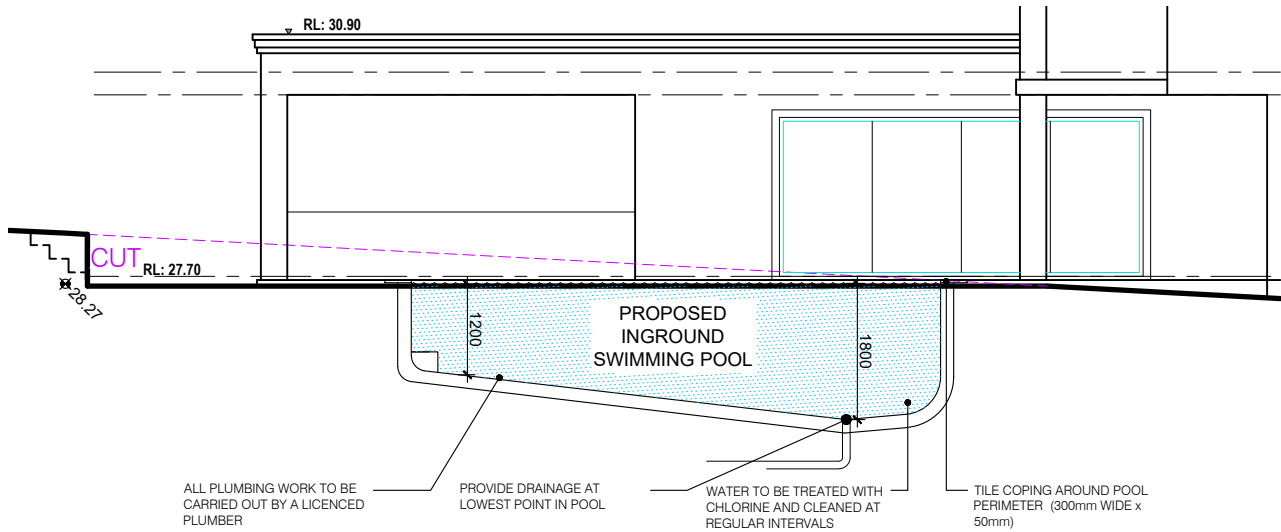 RL: 30.90
CUT
RL: 27.70
28.27
1200
PROPOSED
INGROUND
SWIMMING POOL
1800
ALL PLUMBING WORK TO BE
CARRIED OUT BY A LICENCED
PLUMBER
PROVIDE DRAINAGE AT
LOWEST POINT IN POOL
WATER TO BE TREATED WITH
CHLORINE AND CLEANED AT
REGULAR INTERVALS
TILE COPING AROUND POOL
PERIMETER (300mm WIDE x
50mm)